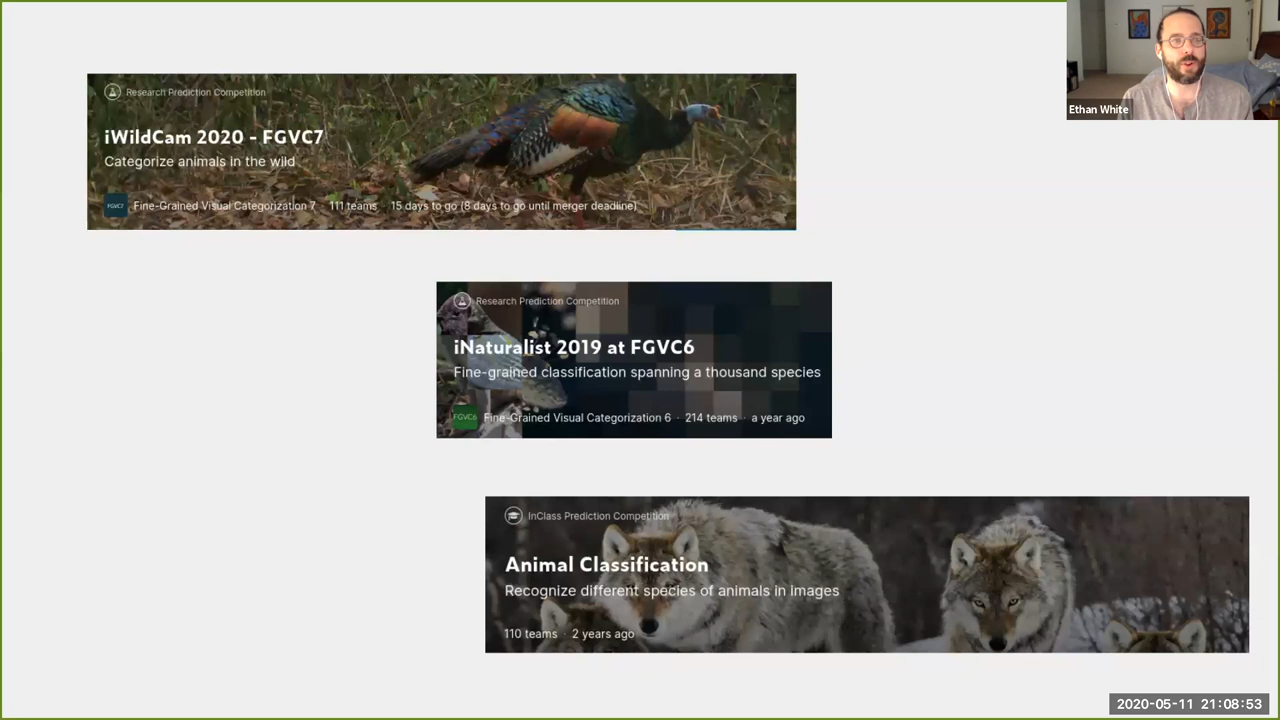 Ethan White
Research Prediction Competition
iWildCam 2020 - FGVC7
Categorize animals in the wild
FGVC7
Fine-Grained Visual Categorization 7 · 111 teams · 15 days to go (8 days to go until merger deadline)
Research Prediction Competition
iNaturalist 2019 at FGVC6
Fine-grained classification spanning a thousand species
FGVC6
Fine-Grained Visual Categorization 6 · 214 teams · a year ago
InClass Prediction Competition
Animal Classification
Recognize different species of animals in images
110 teams · 2 years ago
2020-05-11 21:08:53